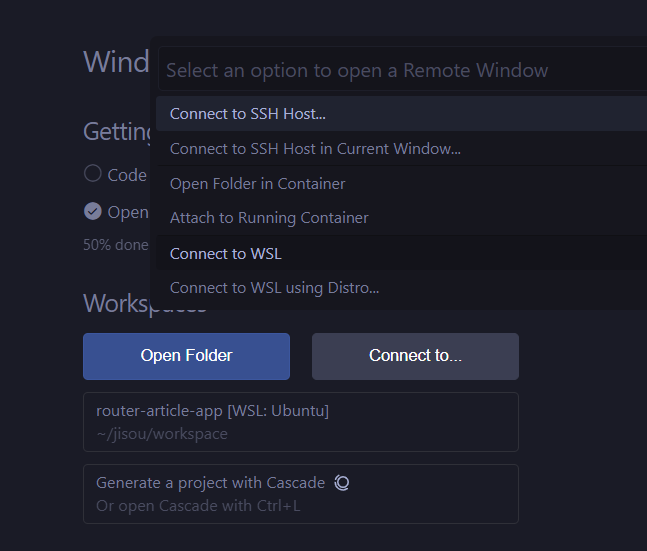 Wind
Select an option to open a Remote Window
Connect to SSH Host...
Getting
Connect to SSH Host in Current Window...
Code
Open Folder in Container
Open
Attach to Running Container
50% done
Connect to WSL
Connect to WSL using Distro...
Workspaces
Open Folder
Connect to...
router-article-app [WSL: Ubuntu]
~/jisou/workspace
Generate a project with Cascade
Or open Cascade with Ctrl+L